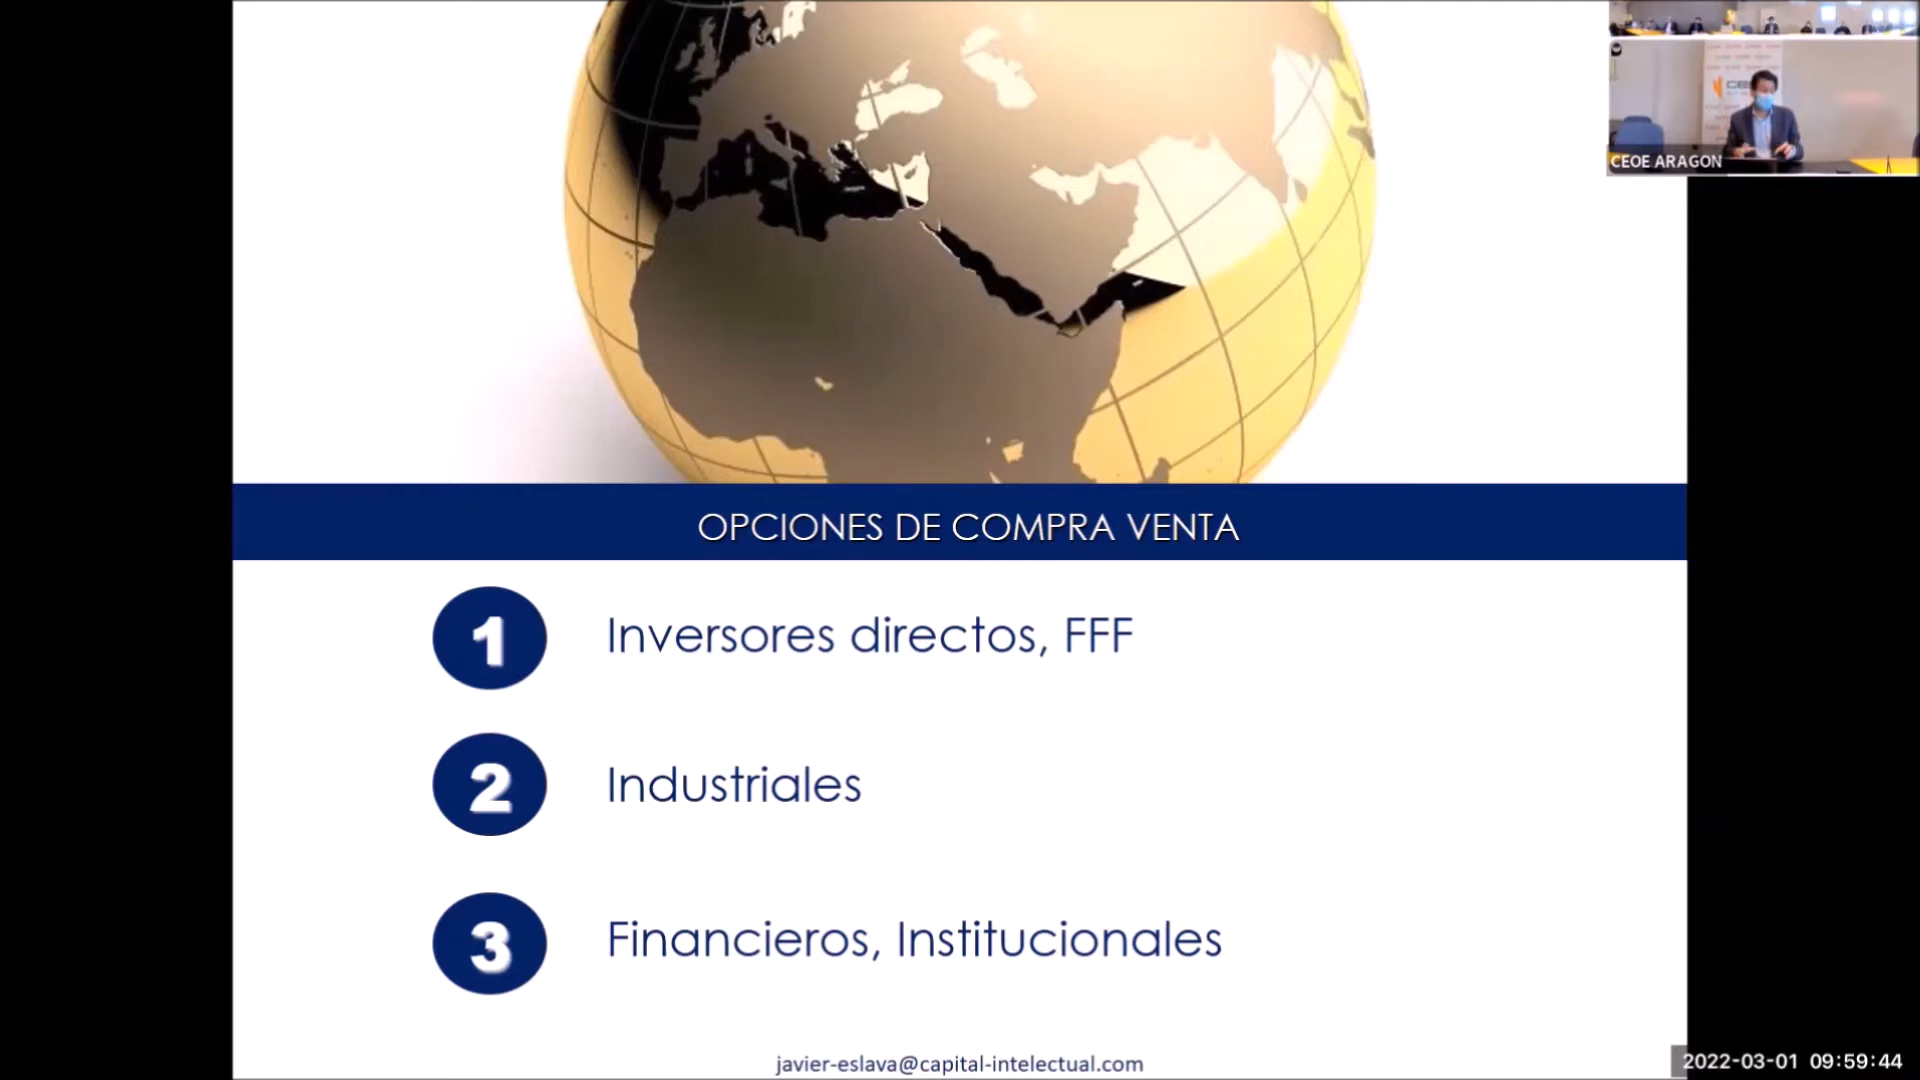 CEOE ARAGON
OPCIONES DE COMPRA VENTA
1 Inversores directos, FFF
2 Industriales
3 Financieros, Institucionales
javier-eslava@capital-intelectual.com
2022-03-01 09:59:44